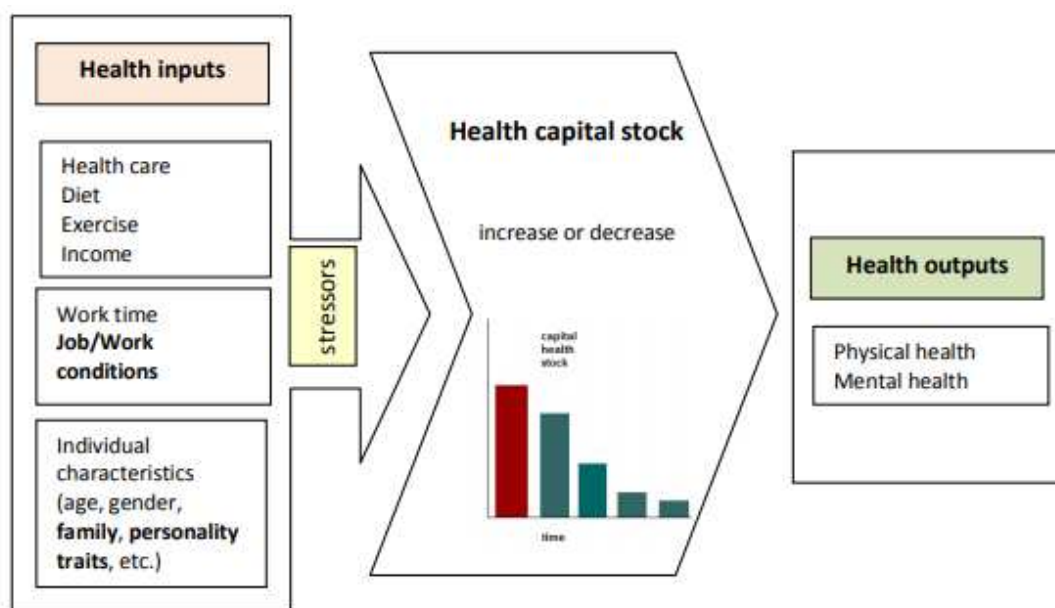 Health inputs
Health care
Diet
Exercise
Income
Work time
Job/Work
conditions
Individual
characteristics
(age, gender,
family, personality
traits, etc.)
stressors
Health capital stock
increase or decrease
capital
health
stock
time
Health outputs
Physical health
Mental health